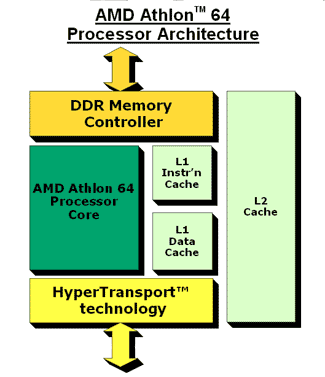 AMD Athlon™ 64
Processor Architecture
DDR Memory
Controller
AMD Athlon 64
Processor
Core
L1
Instr'n
Cache
L1
Data
Cache
L2
Cache
HyperTransport™
technology